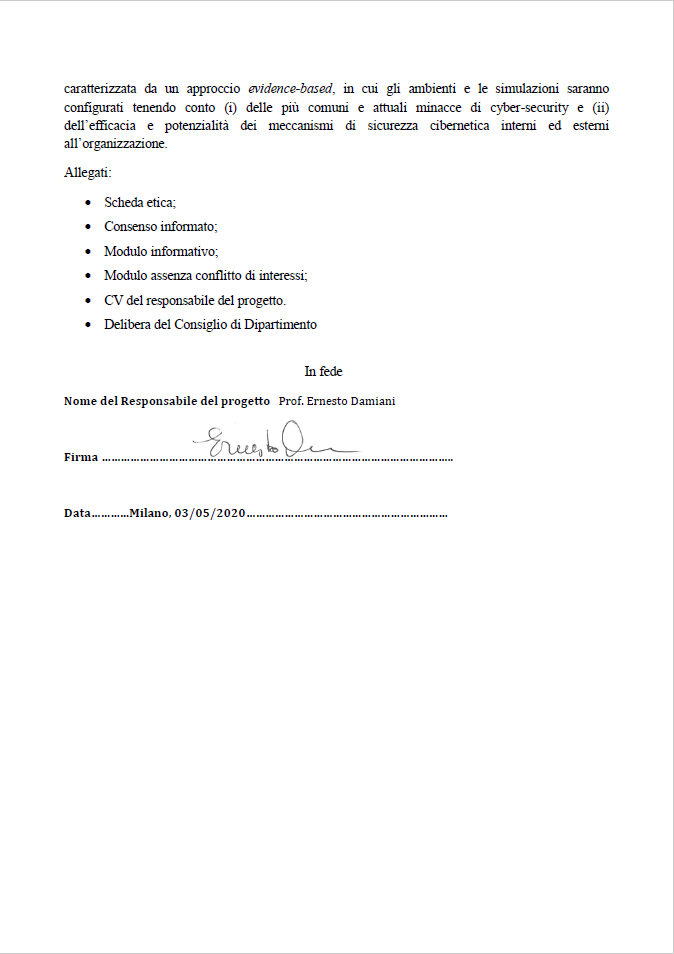 caratterizzata da un approccio evidence-based, in cui gli ambienti e le simulazioni saranno
configurati tenendo conto (i) delle più comuni e attuali minacce di cyber-security e (ii)
dell'efficacia e potenzialità dei meccanismi di sicurezza cibernetica interni ed esterni
all'organizzazione.
Allegati:
• Scheda etica;
• Consenso informato;
• Modulo informativo;
• Modulo assenza conflitto di interessi;
• CV del responsabile del progetto.
• Delibera del Consiglio di Dipartimento
In fede
Nome del Responsabile del progetto Prof. Ernesto Damiani
Ernesto
Firma ………………………………………………………………………………………………..
Data…………Milano, 03/05/2020…………………………………………………………